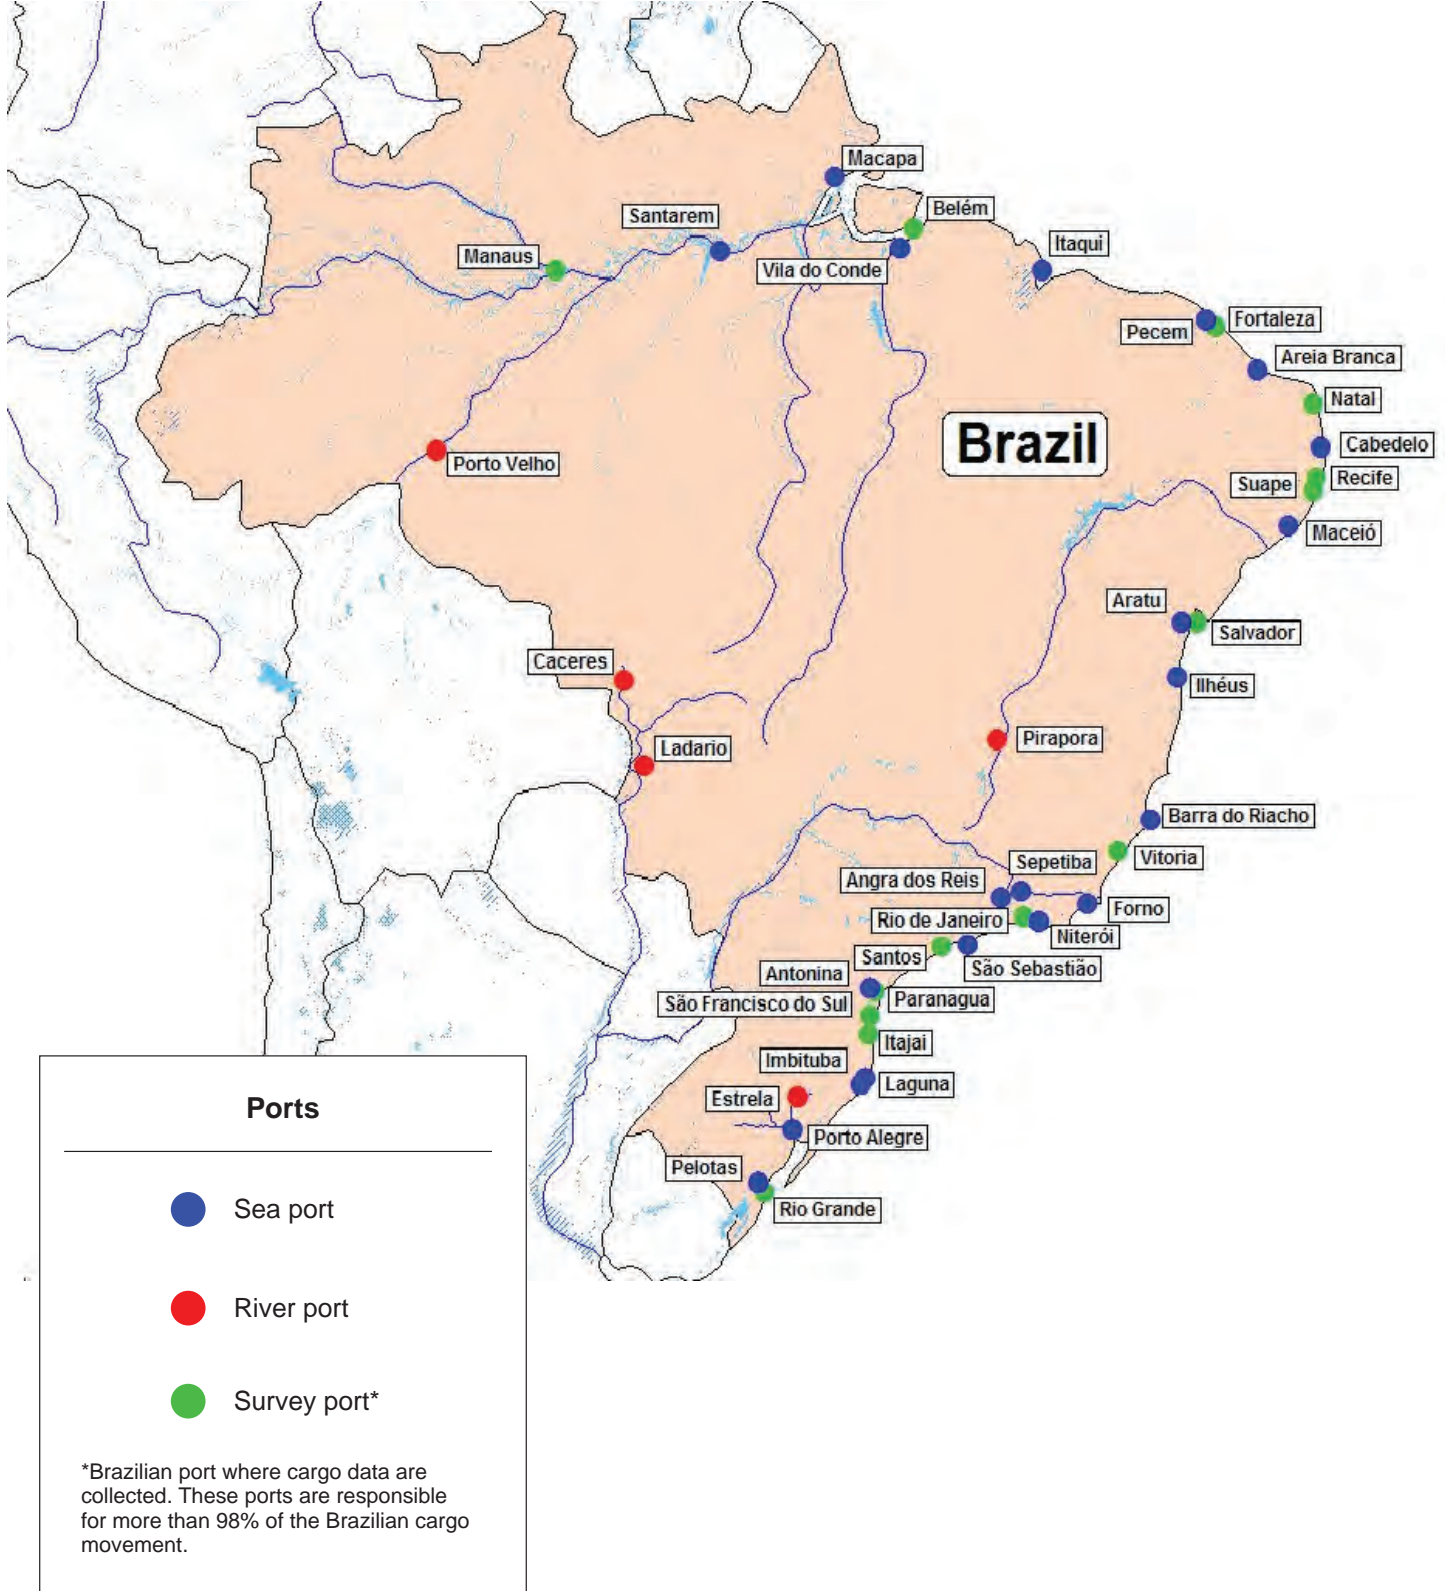 Macapa
Belém
Santarem
Itaqui
Manaus
Vila do Conde
Fortaleza
Pecem
Areia Branca
Natal
Brazil
Cabedelo
Porto Velho
Recife
Suape
Maceió
Aratu
Salvador
Caceres
Ilhéus
Pirapora
Ladario
Barra do Riacho
Vitoria
Sepetiba
Angra dos Reis
Forno
Rio de Janeiro
Niterói
Santos
São Sebastião
Antonina
Paranagua
São Francisco do Sul
Itajai
Imbituba
Laguna
Estrela
Porto Alegre
Pelotas
Rio Grande
Ports
Sea port
River port
Survey port*
*Brazilian port where cargo data are
collected. These ports are responsible
for more than 98% of the Brazilian cargo
movement.